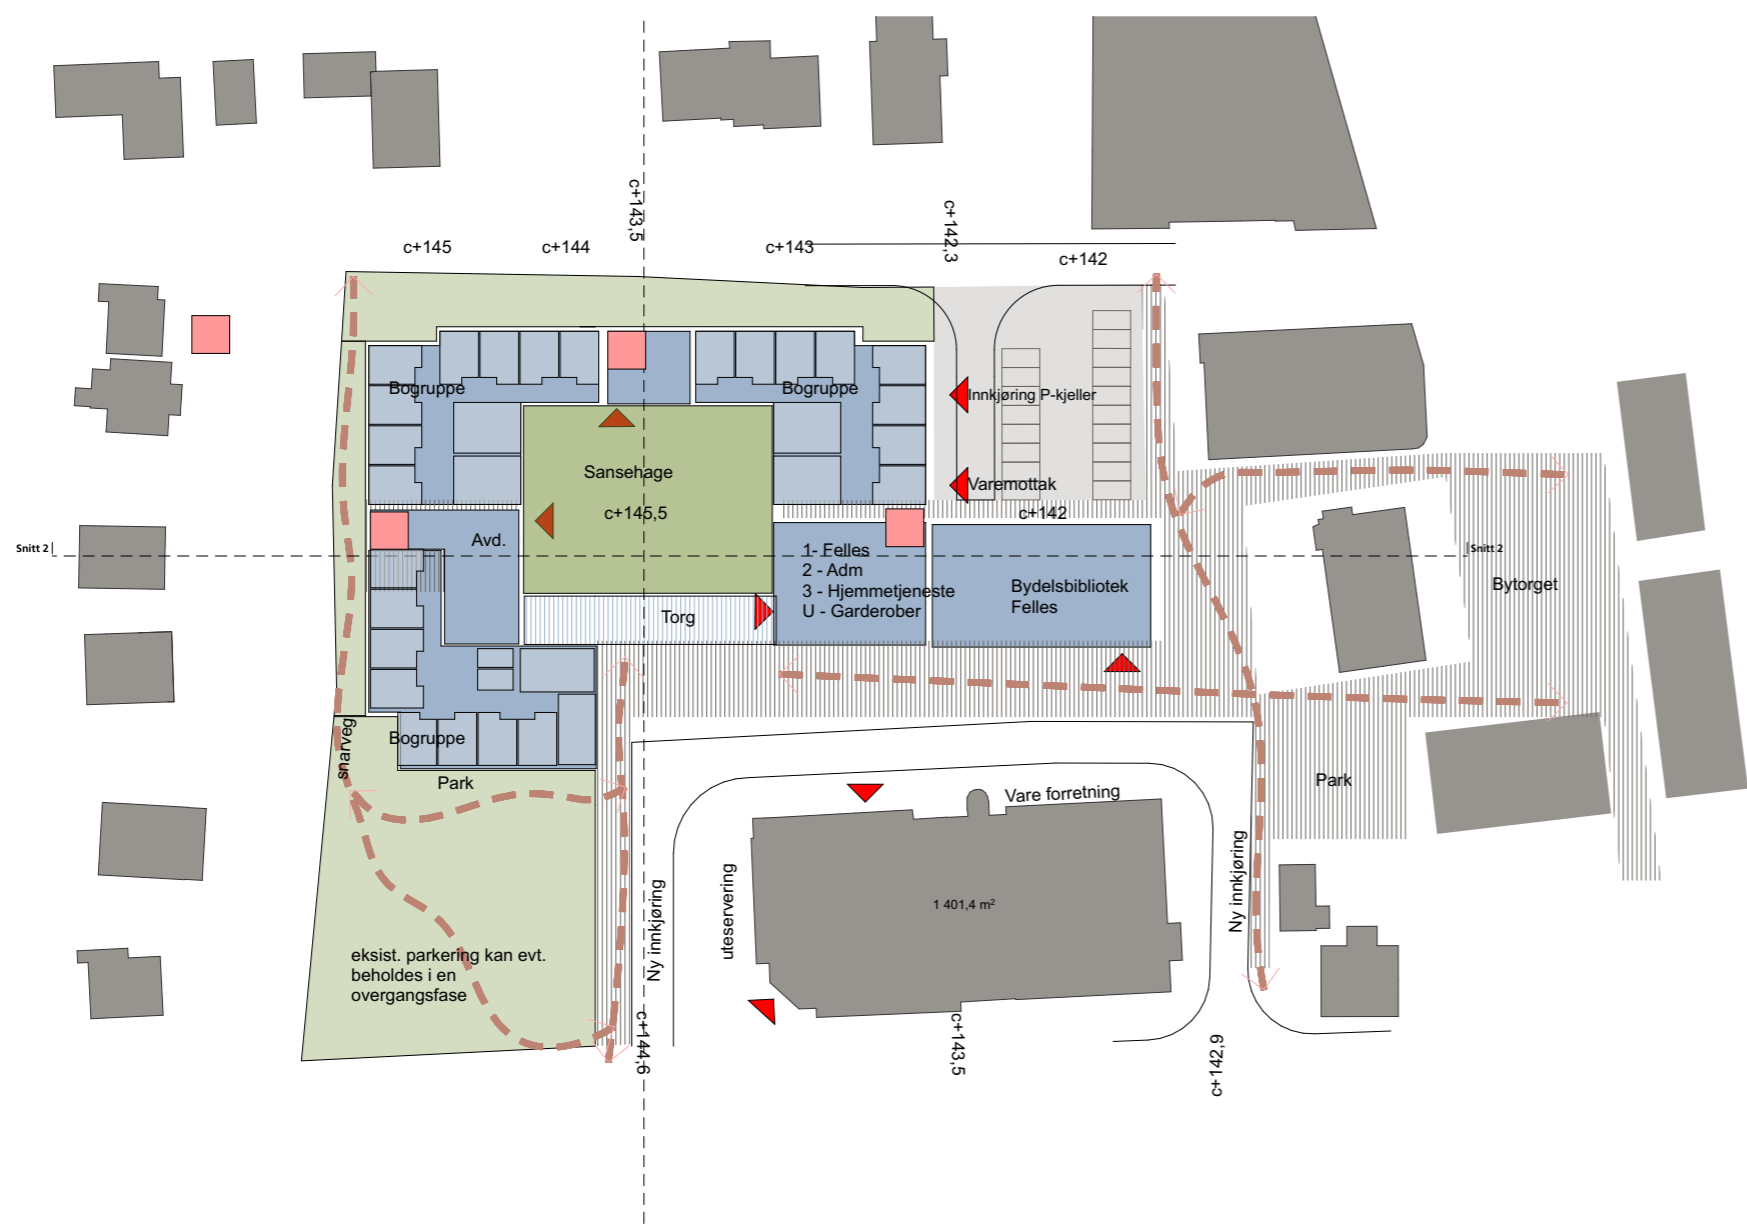 c+143,5
c+142,3
c+145
c+144
c+143
c+142
Bogruppe
Bogruppe
Innkjøring P-kjeller
Sansehage
Varemottak
c+145,5
c+142
Avd.
Snitt 2
Snitt 2
1- Felles
2 - Adm
3 - Hjemmetjeneste
U - Garderober
Bydelsbibliotek
Felles
Bytorget
Torg
snarveg
Bogruppe
Park
Park
Vare forretning
uteservering
Ny innkjøring
Ny innkjøring
1 401,4 m²
eksist. parkering kan evt.
beholdes i en
overgangsfase
c+144,6
c+143,5
c+142,9